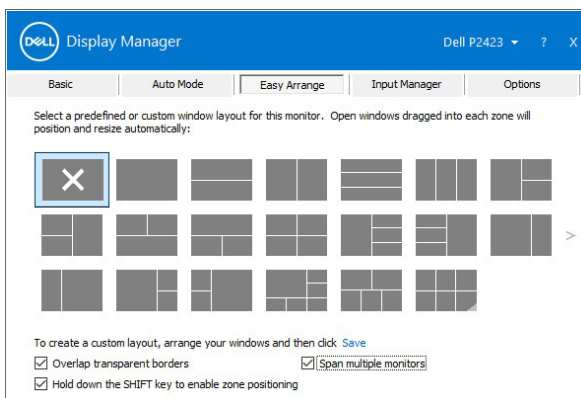 DELL Display Manager Dell P2423 ? X
Basic Auto Mode Easy Arrange Input Manager Options
Select a predefined or custom window layout for this monitor. Open windows dragged into each zone will
position and resize automatically:
>
To create a custom layout, arrange your windows and then click Save
Overlap transparent borders Span multiple monitors
Hold down the SHIFT key to enable zone positioning